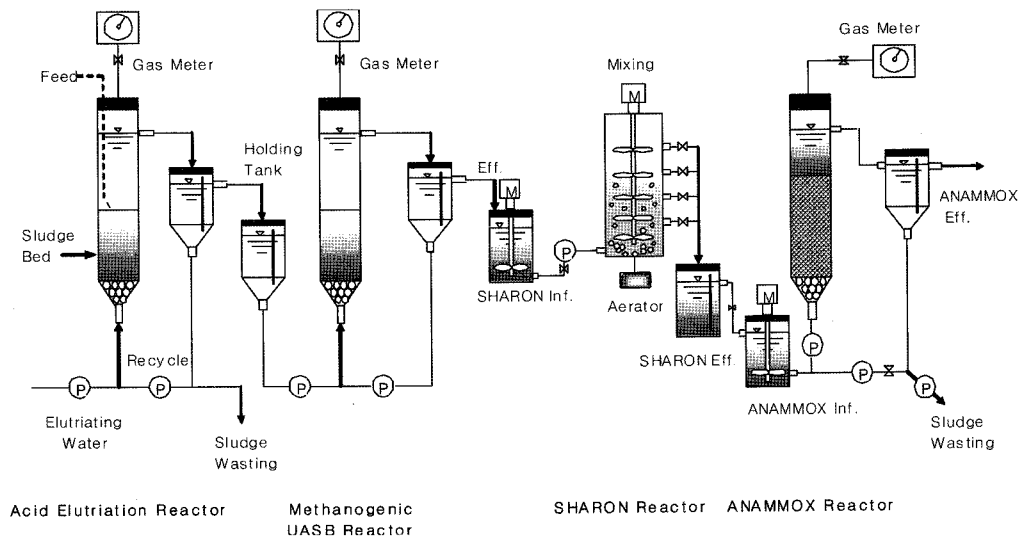 Gas Meter
Feed
Sludge
Bed
Recycle
P
P
Elutriating
Water
Sludge
Wasting
Gas Meter
Holding
Tank
P
P
Eff.
M
SHARON Inf.
P
Mixing
M
Aerator
SHARON Eff.
M
ANAMMOX Inf.
Gas Meter
P
P
P
ANAMMOX
Eff.
Sludge
Wasting
Acid Elutriation Reactor
Methanogenic
UASB Reactor
SHARON Reactor
ANAMMOX Reactor